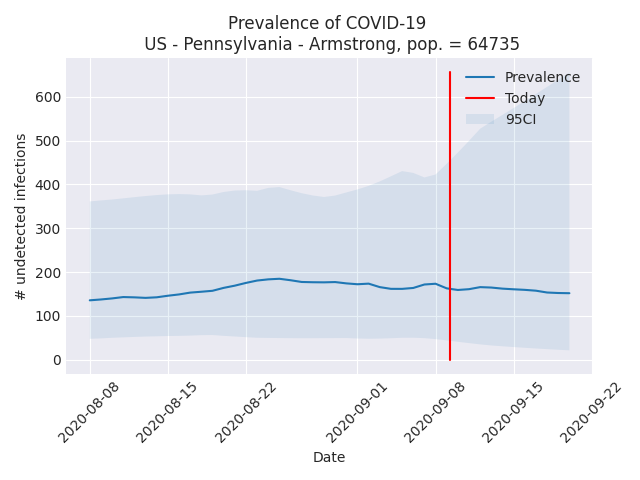 Prevalence of COVID-19
US - Pennsylvania - Armstrong, pop. = 64735
Prevalence
Today
95CI
600
500
400
300
200
100
0
# undetected infections
2020-08-08
2020-08-15
2020-08-22
2020-09-01
2020-09-08
2020-09-15
2020-09-22
Date